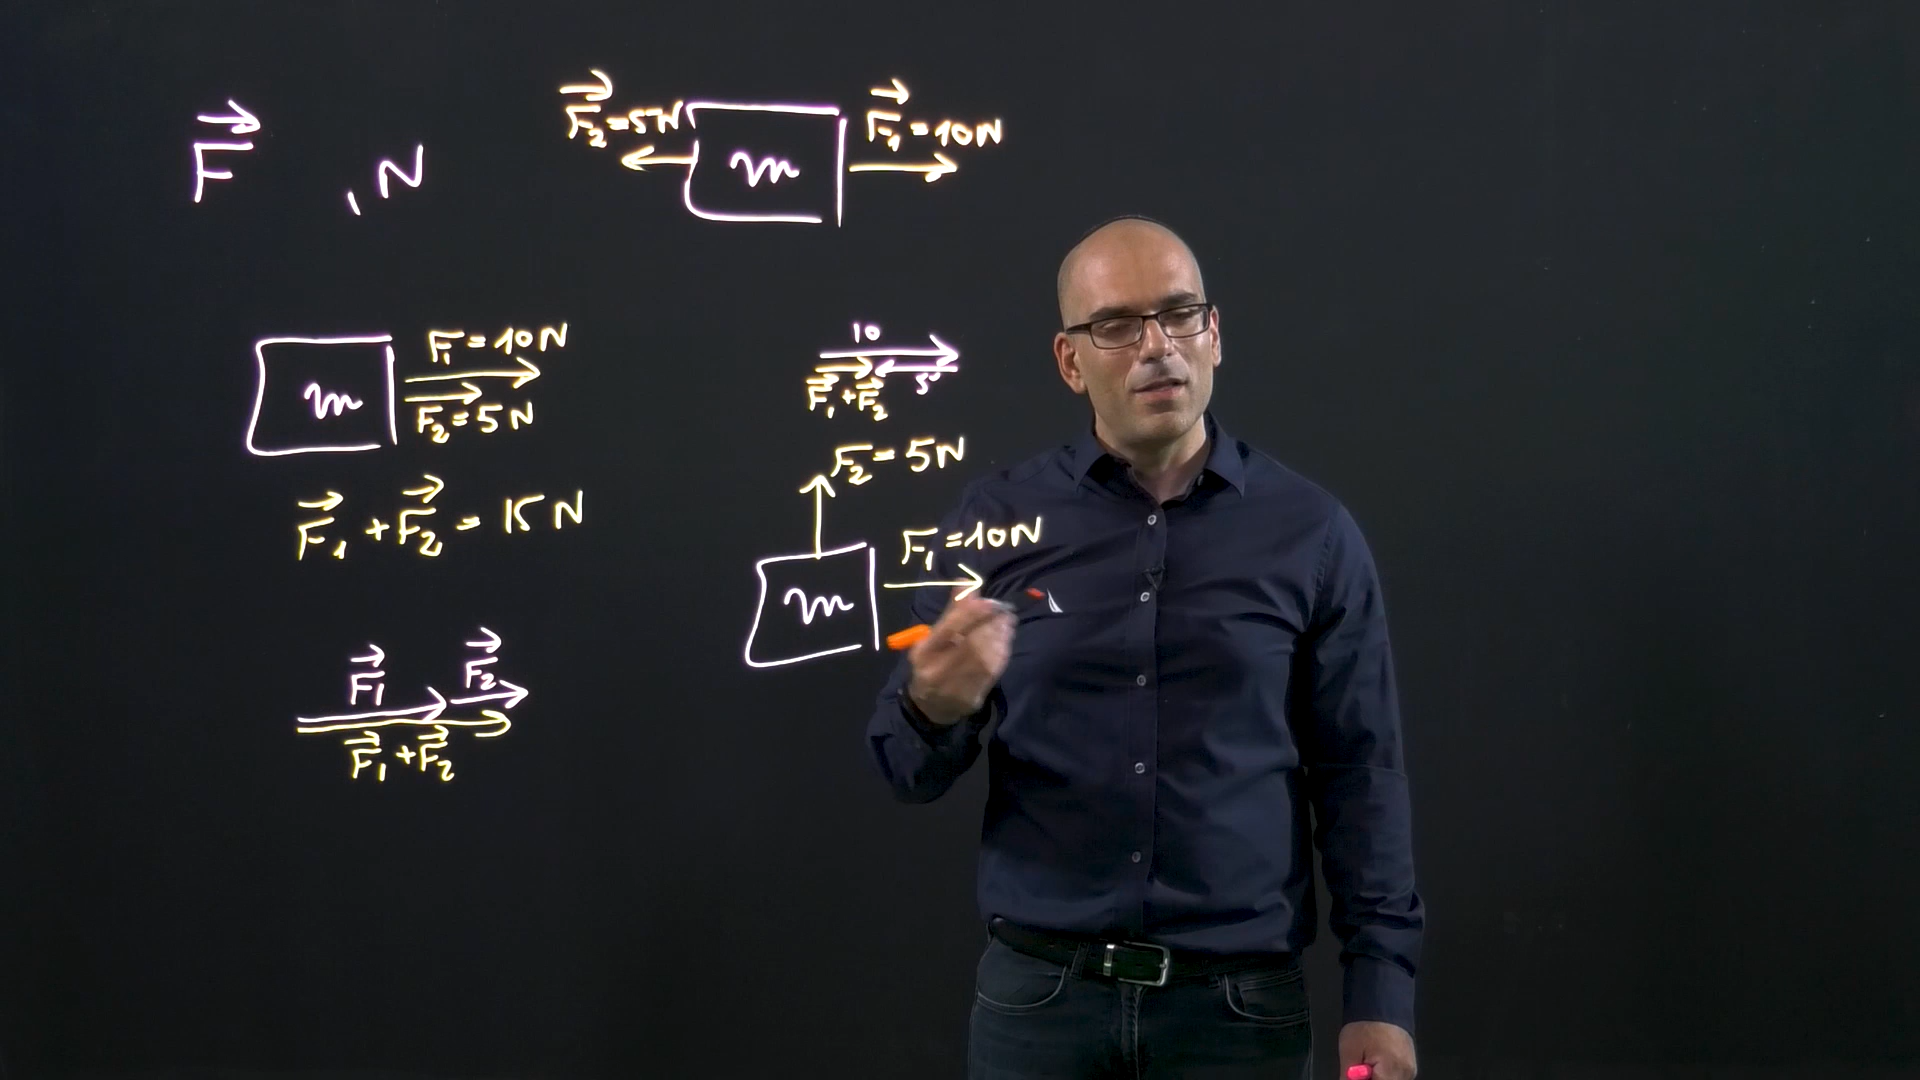 F⃗ , N
F⃗₂=5N m F⃗₁=10N
m F₁=10N
F₂=5N
F⃗₁+F⃗₂=15N
F⃗₁ F⃗₂
F⃗₁+F⃗₂
10
5
F⃗₁+F⃗₂
F₂=5N
m F₁=10N